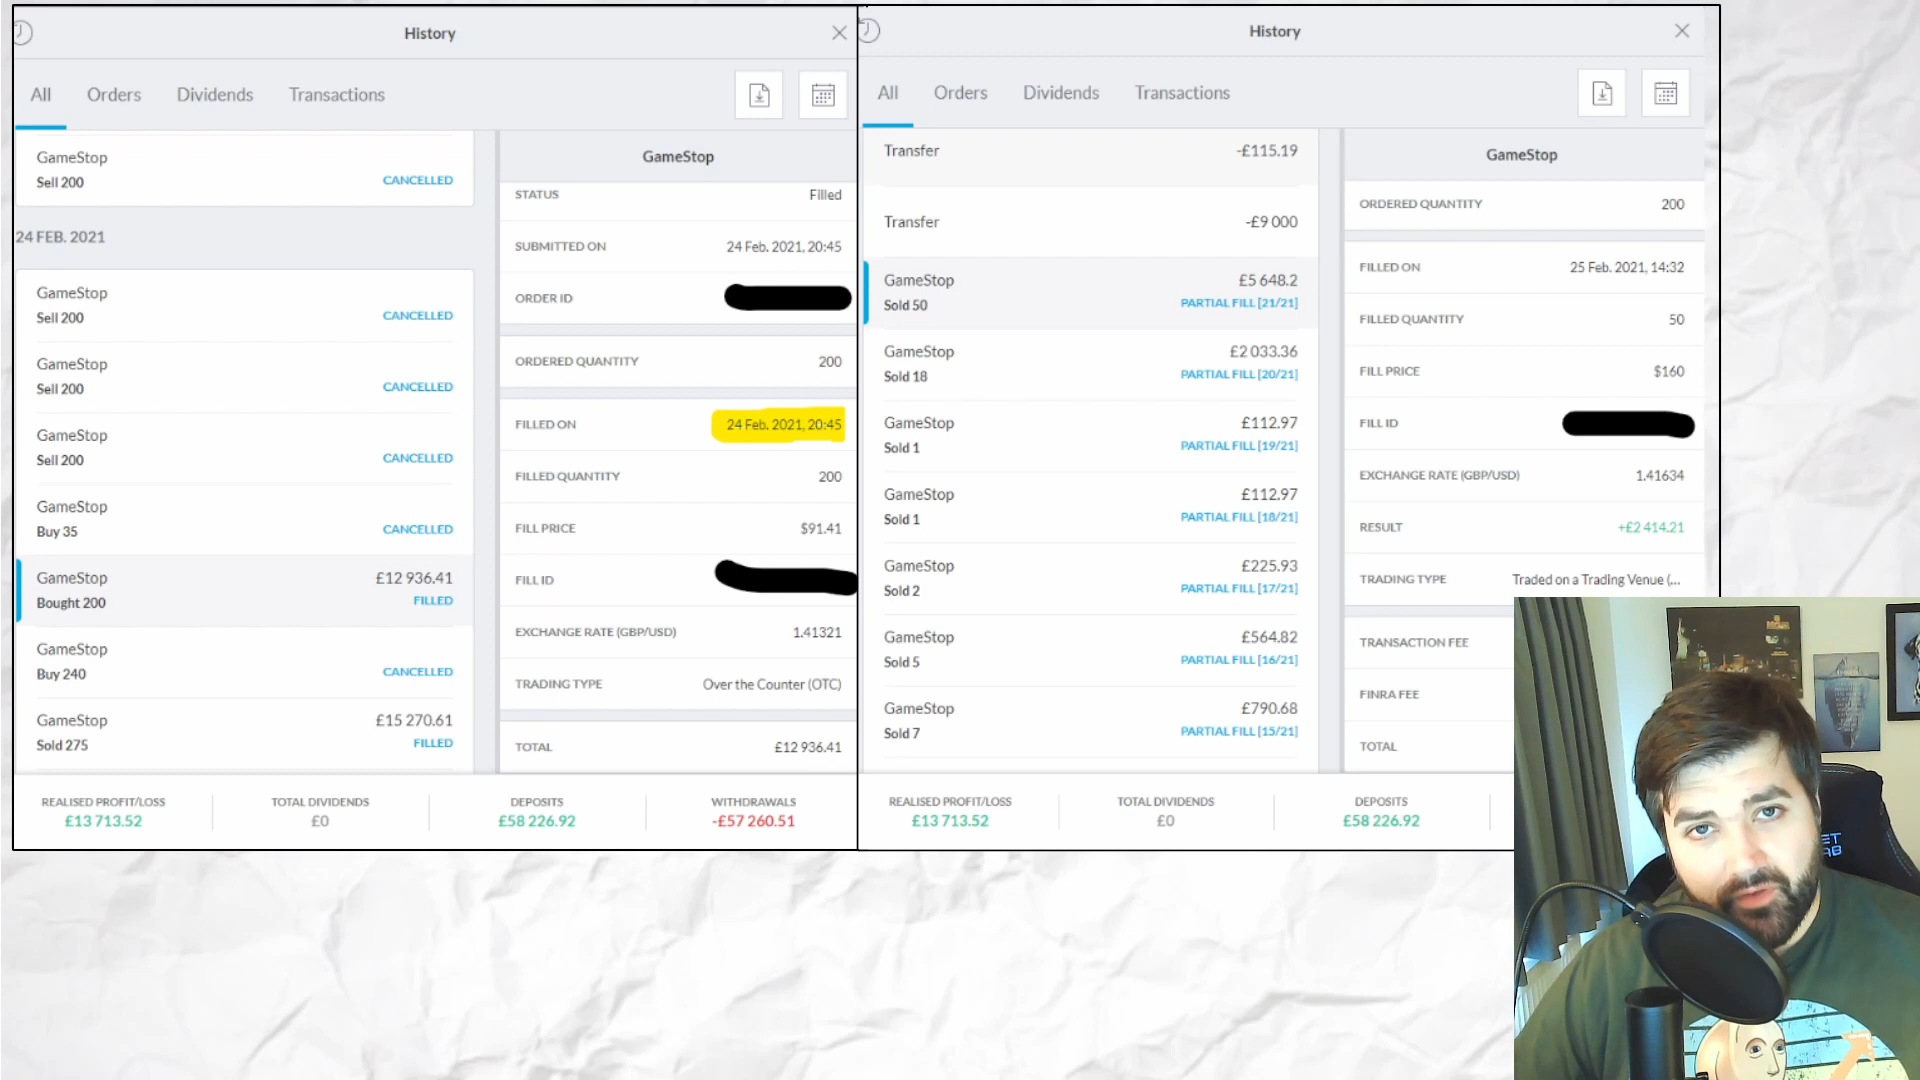 History
All Orders Dividends Transactions
GameStop
Sell 200 CANCELLED
24 FEB. 2021
GameStop
Sell 200 CANCELLED
GameStop
Sell 200 CANCELLED
GameStop
Sell 200 CANCELLED
GameStop
Buy 35 CANCELLED
GameStop £12 936.41
Bought 200 FILLED
GameStop
Buy 240 CANCELLED
GameStop £15 270.61
Sold 275 FILLED
GameStop
STATUS Filled
SUBMITTED ON 24 Feb. 2021, 20:45
ORDER ID
ORDERED QUANTITY 200
FILLED ON 24 Feb. 2021, 20:45
FILLED QUANTITY 200
FILL PRICE $91.41
FILL ID
EXCHANGE RATE (GBP/USD) 1.41321
TRADING TYPE Over the Counter (OTC)
TOTAL £12 936.41
REALISED PROFIT/LOSS TOTAL DIVIDENDS DEPOSITS WITHDRAWALS
£13 713.52 £0 £58 226.92 -£57 260.51
History
All Orders Dividends Transactions
Transfer -£115.19
Transfer -£9 000
GameStop £5 648.2
Sold 50 PARTIAL FILL [21/21]
GameStop £2 033.36
Sold 18 PARTIAL FILL [20/21]
GameStop £112.97
Sold 1 PARTIAL FILL [19/21]
GameStop £112.97
Sold 1 PARTIAL FILL [18/21]
GameStop £225.93
Sold 2 PARTIAL FILL [17/21]
GameStop £564.82
Sold 5 PARTIAL FILL [16/21]
GameStop £790.68
Sold 7 PARTIAL FILL [15/21]
GameStop
ORDERED QUANTITY 200
FILLED ON 25 Feb. 2021, 14:32
FILLED QUANTITY 50
FILL PRICE $160
FILL ID
EXCHANGE RATE (GBP/USD) 1.41634
RESULT +£2 414.21
TRADING TYPE Traded on a Trading Venue (...
TRANSACTION FEE
FINRA FEE
TOTAL
REALISED PROFIT/LOSS TOTAL DIVIDENDS DEPOSITS
£13 713.52 £0 £58 226.92